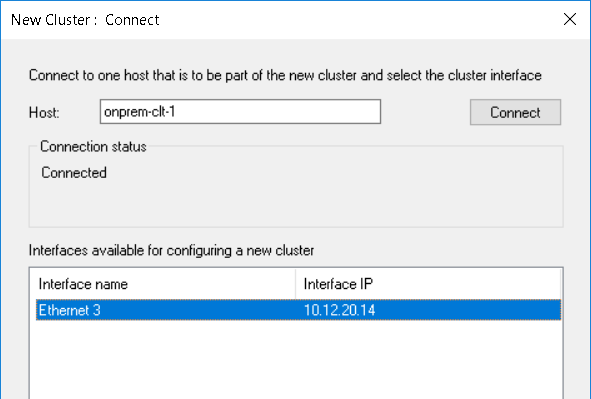 New Cluster : Connect
Connect to one host that is to be part of the new cluster and select the cluster interface
Host: onprem-clt-1 Connect
Connection status
Connected
Interfaces available for configuring a new cluster
Interface name Interface IP
Ethernet 3 10.12.20.14